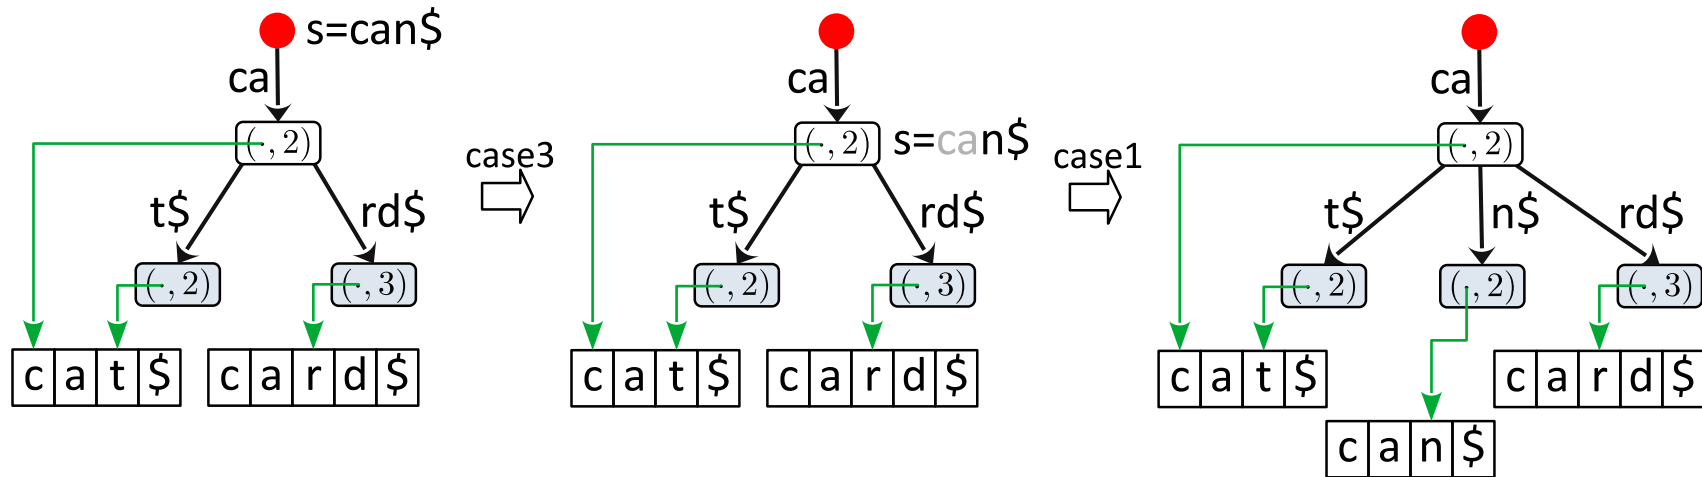 s=can$
ca
(·, 2)
t$
rd$
(·, 2)
(·, 3)
c a t $
c a r d $
case3
ca
(·, 2)
s=can$
t$
rd$
(·, 2)
(·, 3)
c a t $
c a r d $
case1
ca
(·, 2)
t$
n$
rd$
(·, 2)
(·, 2)
(·, 3)
c a t $
c a r d $
c a n $